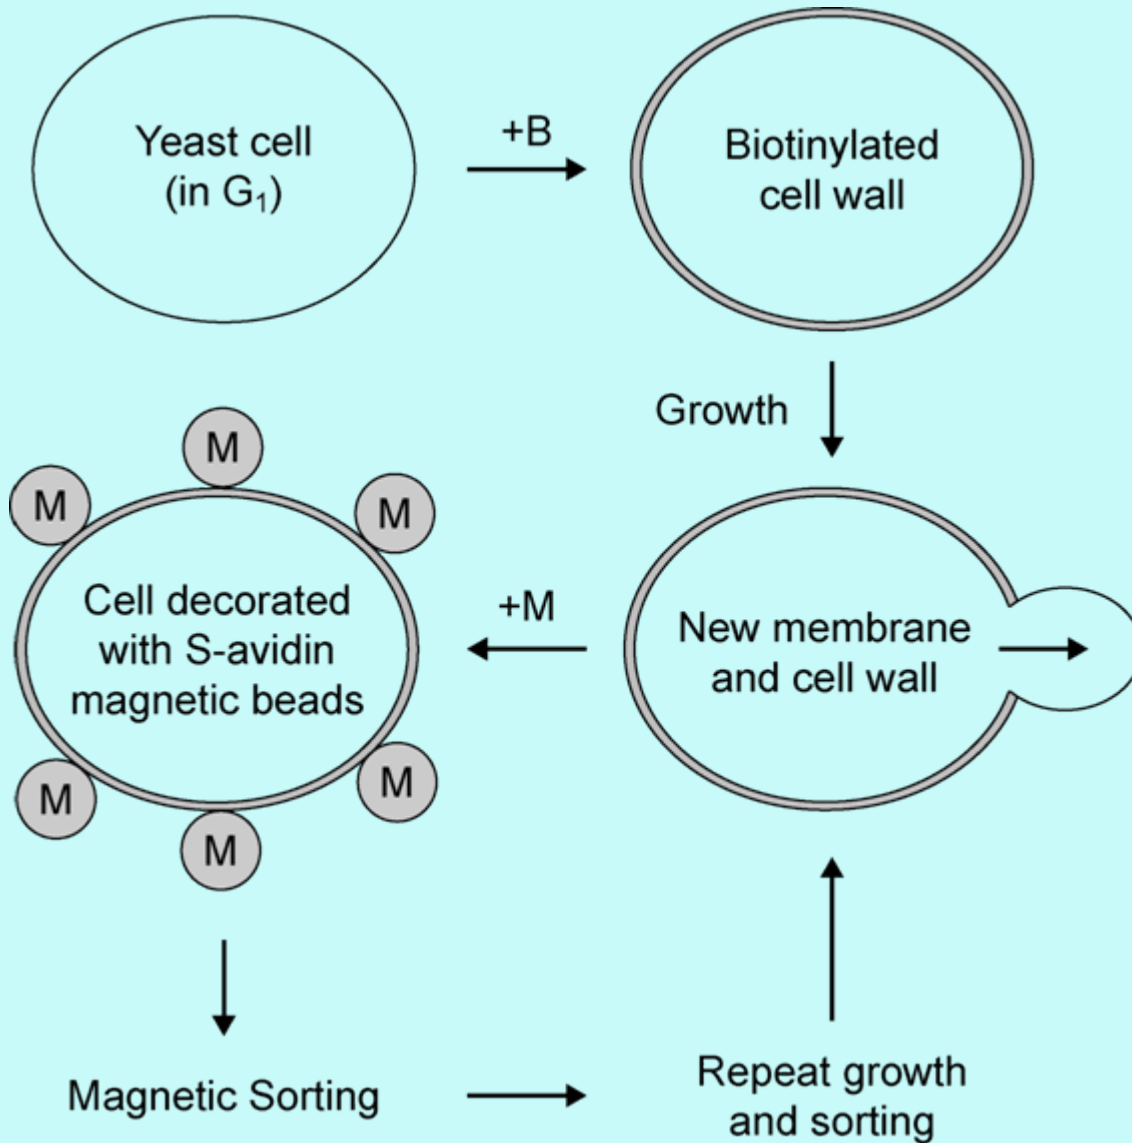 Yeast cell
(in G₁)
+B
Biotinylated
cell wall
Growth
New membrane
and cell wall
+M
M
M
M
Cell decorated
with S-avidin
magnetic beads
M
M
M
Magnetic Sorting
Repeat growth
and sorting